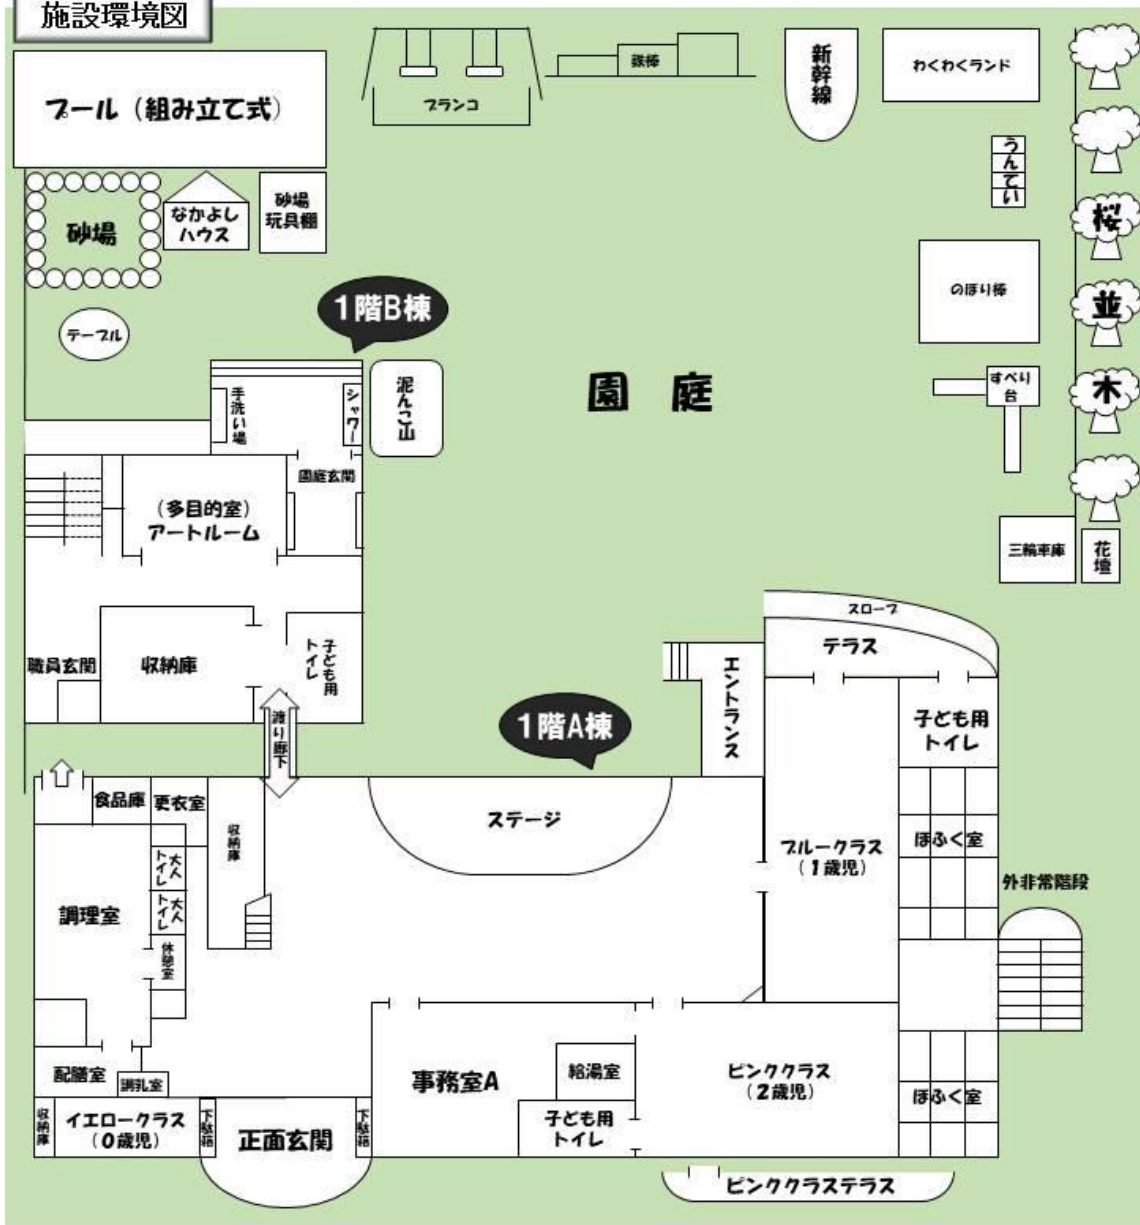 施設環境図
プール（組み立て式）
ブランコ
鉄棒
新幹線
わくわくランド
うんてい
砂場
なかよし
ハウス
砂場
玩具棚
テーブル
のぼり棒
すべり
台
桜並木
三輪車庫
花壇
園庭
1階B棟
手洗い場
シャワー
泥んこ山
園庭玄関
（多目的室）
アートルーム
職員玄関
収納庫
子ども用
トイレ
渡り廊下
1階A棟
エントランス
スロープ
テラス
子ども用
トイレ
食品庫
更衣室
収納庫
ステージ
ブルークラス
（1歳児）
ほふく室
外非常階段
調理室
大人
トイレ
大人
トイレ
休憩室
配膳室
調乳室
事務室A
給湯室
子ども用
トイレ
ピンククラス
（2歳児）
ほふく室
収納庫
イエロークラス
（0歳児）
下駄箱
正面玄関
下駄箱
ピンククラステラス